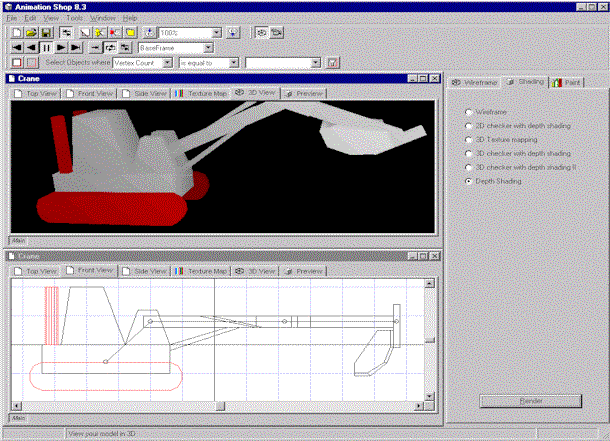 Animation Shop 8.3
File Edit View Tools Window Help
100%
BaseFrame
Select Objects where Vertex Count is equal to
Crane
Top View Front View Side View Texture Map 3D View Preview
Main
Crane
Top View Front View Side View Texture Map 3D View Preview
Main
Wireframe Shading Paint
Wireframe
2D checker with depth shading
3D Texture mapping
3D checker with depth shading
3D checker with depth shading II
Depth Shading
Render
View your model in 3D